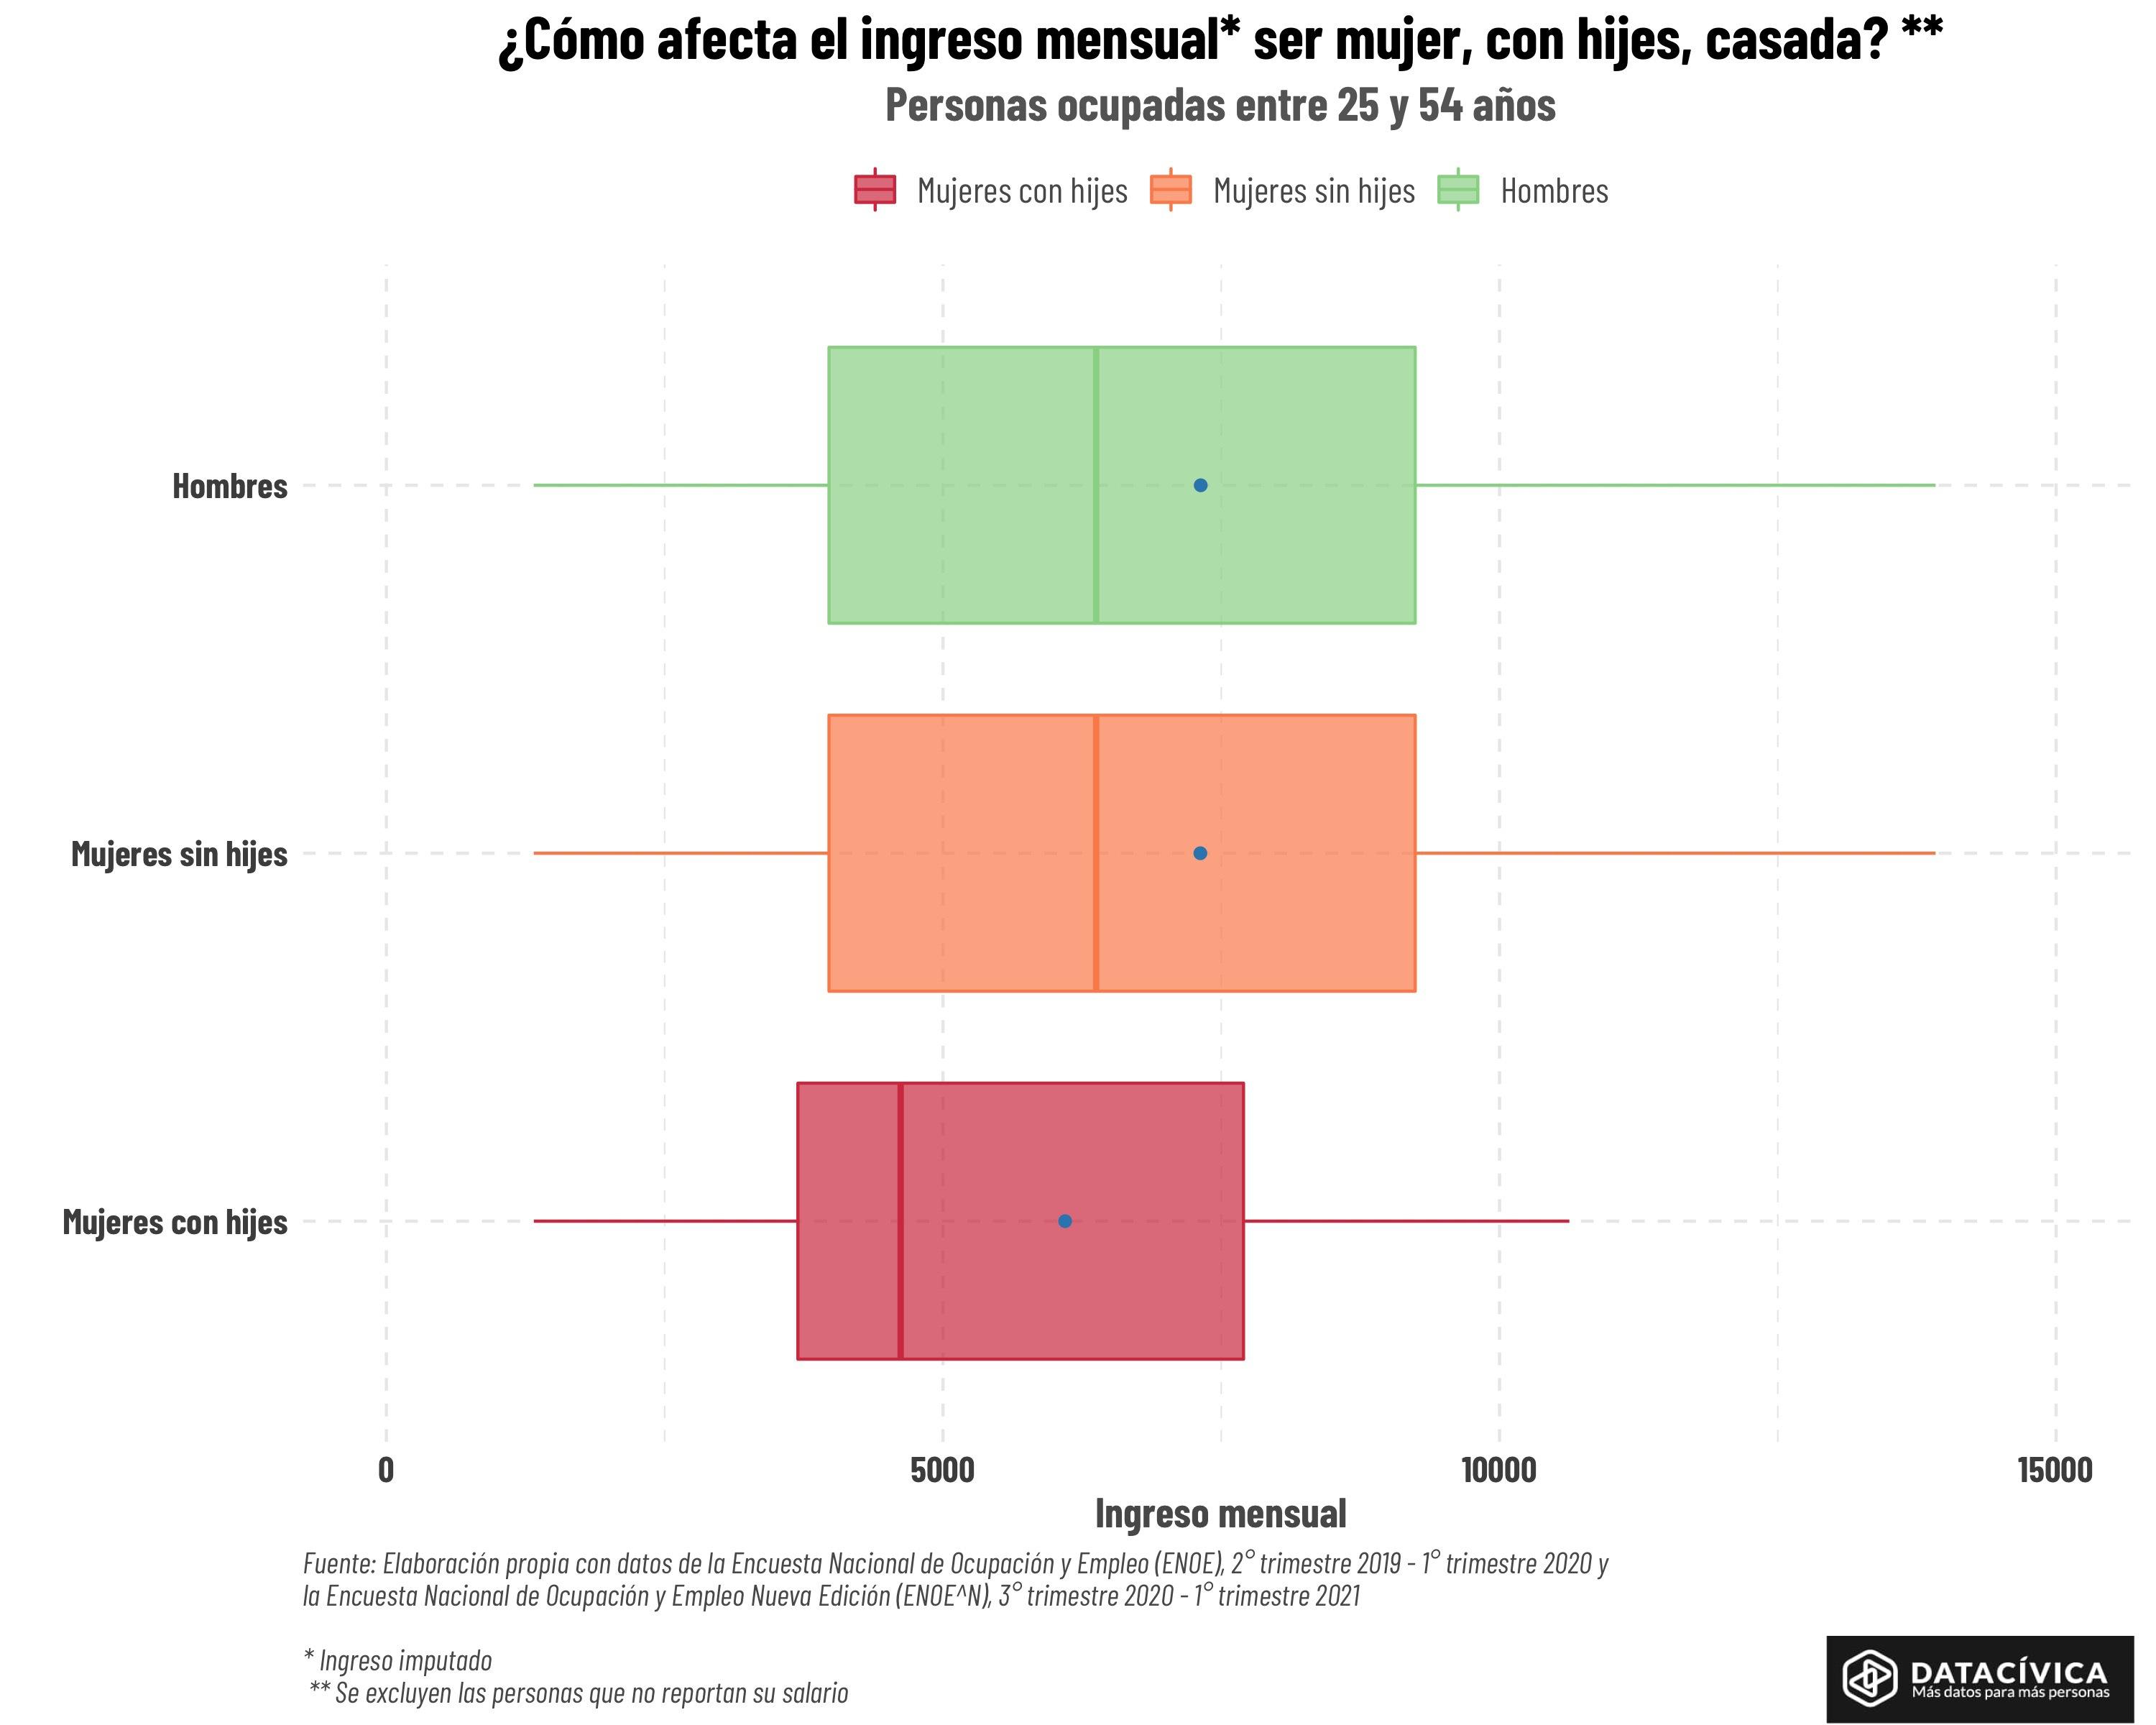 ¿Cómo afecta el ingreso mensual* ser mujer, con hijes, casada? **
Personas ocupadas entre 25 y 54 años
Mujeres con hijes Mujeres sin hijes Hombres
Hombres
Mujeres sin hijes
Mujeres con hijes
0 5000 10000 15000
Ingreso mensual
Fuente: Elaboración propia con datos de la Encuesta Nacional de Ocupación y Empleo (ENOE), 2° trimestre 2019 - 1° trimestre 2020 y
la Encuesta Nacional de Ocupación y Empleo Nueva Edición (ENOE^N), 3° trimestre 2020 - 1° trimestre 2021
* Ingreso imputado
** Se excluyen las personas que no reportan su salario
DATACÍVICA
Más datos para más personas